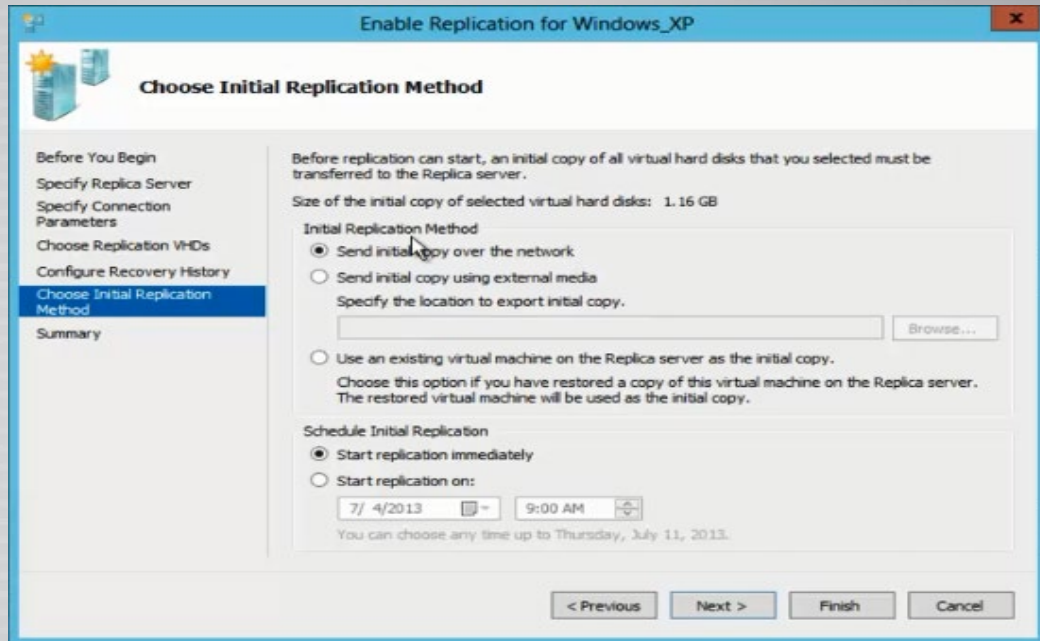 Enable Replication for Windows_XP
x
Choose Initial Replication Method
Before You Begin
Specify Replica Server
Specify Connection
Parameters
Choose Replication VHDs
Configure Recovery History
Choose Initial Replication
Method
Summary
Before replication can start, an initial copy of all virtual hard disks that you selected must be
transferred to the Replica server.
Size of the initial copy of selected virtual hard disks: 1.16 GB
Initial Replication Method
Send initial copy over the network
Send initial copy using external media
Specify the location to export initial copy.
Browse...
Use an existing virtual machine on the Replica server as the initial copy.
Choose this option if you have restored a copy of this virtual machine on the Replica server.
The restored virtual machine will be used as the initial copy.
Schedule Initial Replication
Start replication immediately
Start replication on:
7/ 4/2013 9:00 AM
You can choose any time up to Thursday, July 11, 2013.
< Previous Next > Finish Cancel